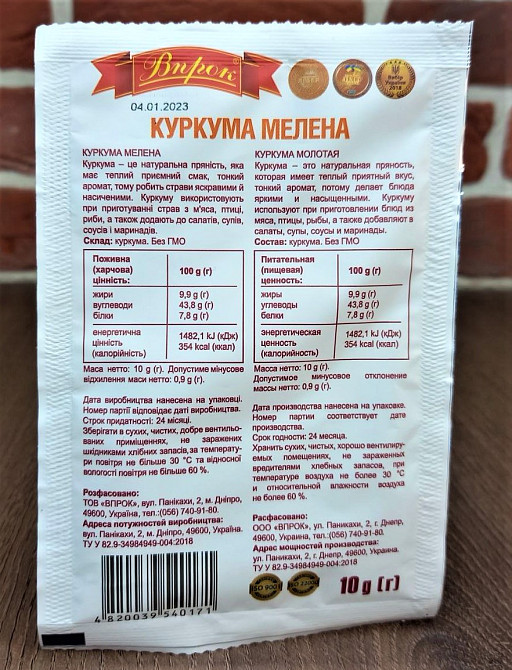 Впрок
Вибір
України
2018
04.01.2023
КУРКУМА МЕЛЕНА
КУРКУМА МЕЛЕНА
Куркума – це натуральна пряність, яка
має теплий приємний смак, тонкий
аромат, тому робить страви яскравими й
насиченими. Куркуму використовують
при приготуванні страв з м'яса, птиці,
риби, а також додають до салатів, супів,
соусів і маринадів.
Склад: куркума. Без ГМО
Поживна
(харчова)
цінність:
100 g (г)
жири 9,9 g (г)
вуглеводи 43,8 g (г)
білки 7,8 g (г)
енергетична
цінність
(калорійність)
1482,1 kJ (кДж)
354 kcal (ккал)
Маса нетто: 10 g (г). Допустиме мінусове
відхилення маси нетто: 0,9 g (г).
Дата виробництва нанесена на упаковці.
Номер партії відповідає даті виробництва.
Строк придатності: 24 місяці.
Зберігати в сухих, чистих, добре вентильо-
ваних приміщеннях, не заражених
шкідниками хлібних запасів, за температу-
ри повітря не більше 30 °С та відносної
вологості повітря не більше 60 %.
Розфасовано:
ТОВ «ВПРОК», вул. Панікахи, 2, м. Дніпро,
49600, Україна, тел.:(056) 740-91-80.
Адреса потужностей виробництва:
вул. Панікахи, 2, м. Дніпро, 49600, Україна.
ТУ У 82.9-34984949-004:2018
4 820039 540171
КУРКУМА МОЛОТАЯ
Куркума – это натуральная пряность,
которая имеет теплый приятный вкус,
тонкий аромат, потому делает блюда
яркими и насыщенными. Куркуму
используют при приготовлении блюд из
мяса, птицы, рыбы, а также добавляют в
салаты, супы, соусы и маринады.
Состав: куркума. Без ГМО
Питательная
(пищевая)
ценность:
100 g (г)
жиры 9,9 g (г)
углеводы 43,8 g (г)
белки 7,8 g (г)
энергетическая
ценность
(калорийность)
1482,1 kJ (кДж)
354 kcal (ккал)
Масса нетто: 10 g (г).
Допустимое минусовое отклонение
массы нетто: 0,9 g (г).
Дата производства нанесена на упаковке.
Номер партии соответствует дате
производства.
Срок годности: 24 месяца.
Хранить сухих, чистых, хорошо вентилиру-
емых помещениях, не зараженных
вредителями хлебных запасов, при
температуре воздуха не более 30 °С
и относительной влажности воздуха
не более 60 %.
Расфасовано:
ООО «ВПРОК», ул. Паникахи, 2, г. Днепр,
49600, Украина, тел.:(056) 740-91-80.
Адрес мощностей производства:
ул. Паникахи, 2, г. Днепр, 49600, Украина.
ТУ У 82.9-34984949-004:2018
ISO 9001
ISO 22000
10 g (г)